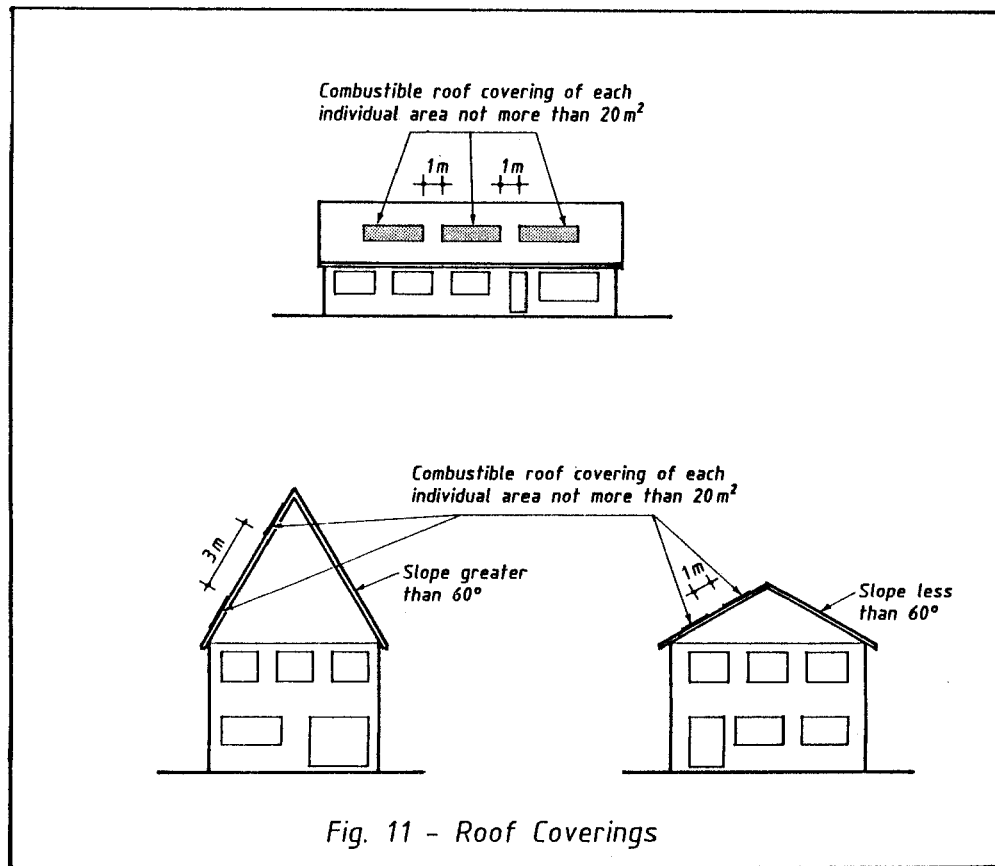 Combustible roof covering of each
individual area not more than 20 m²
1m
1m
Combustible roof covering of each
individual area not more than 20 m²
3m
Slope greater
than 60°
1m
Slope less
than 60°
Fig. 11 - Roof Coverings